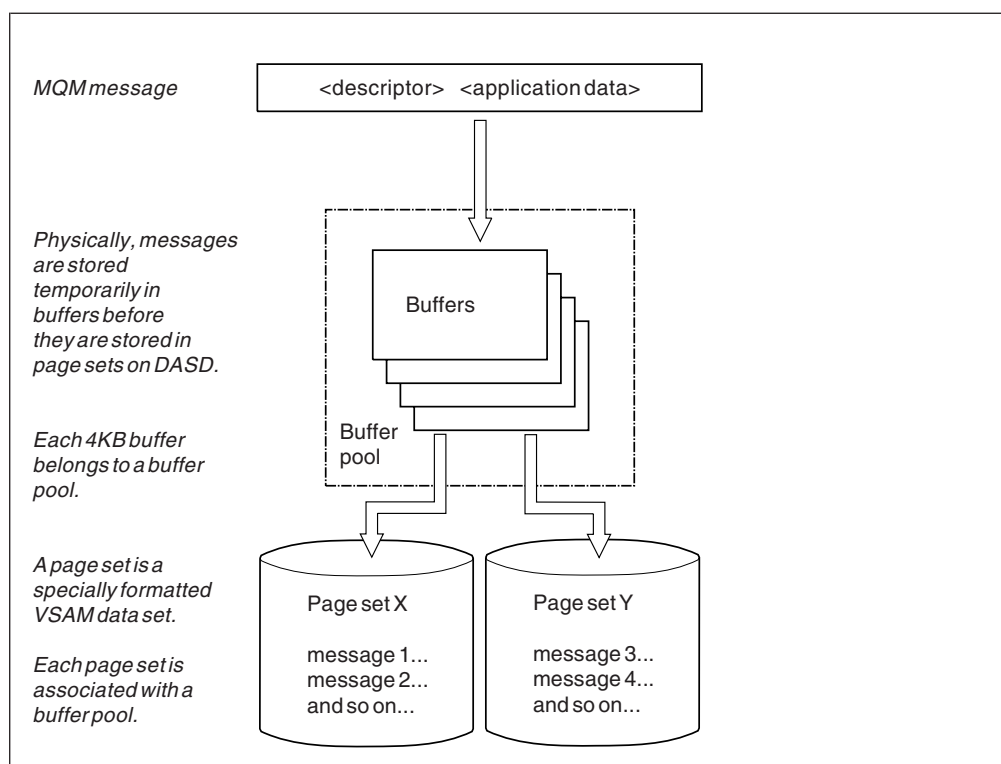 MQM message
<descriptor> <application data>
Physically, messages
are stored
temporarily in
buffers before
they are stored in
page sets on DASD.
Buffers
Buffer
pool
Each 4KB buffer
belongs to a buffer
pool.
A page set is a
specially formatted
VSAM data set.
Each page set is
associated with a
buffer pool.
Page set X
message 1...
message 2...
and so on...
Page set Y
message 3...
message 4...
and so on...